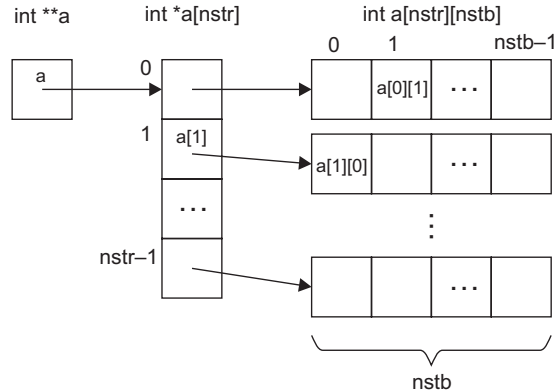 int **a int *a[nstr] int a[nstr][nstb]
0 1 nstb–1
a 0 a[0][1] ...
1 a[1] a[1][0] ...
...
nstr–1 ...
nstb